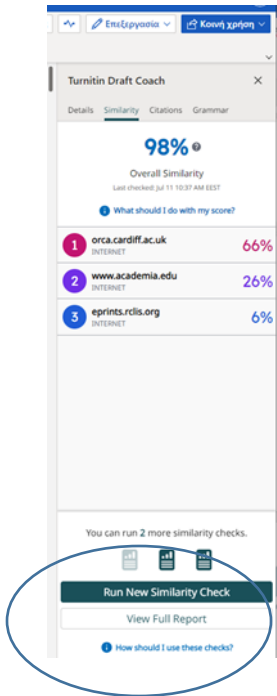 Επεξεργασία
Κοινή χρήση
Turnitin Draft Coach
Details Similarity Citations Grammar
98%
Overall Similarity
Last checked: Jul 11 10:37 AM EEST
What should I do with my score?
1 orca.cardiff.ac.uk 66%
INTERNET
2 www.academia.edu 26%
INTERNET
3 eprints.rclis.org 6%
INTERNET
You can run 2 more similarity checks.
Run New Similarity Check
View Full Report
How should I use these checks?